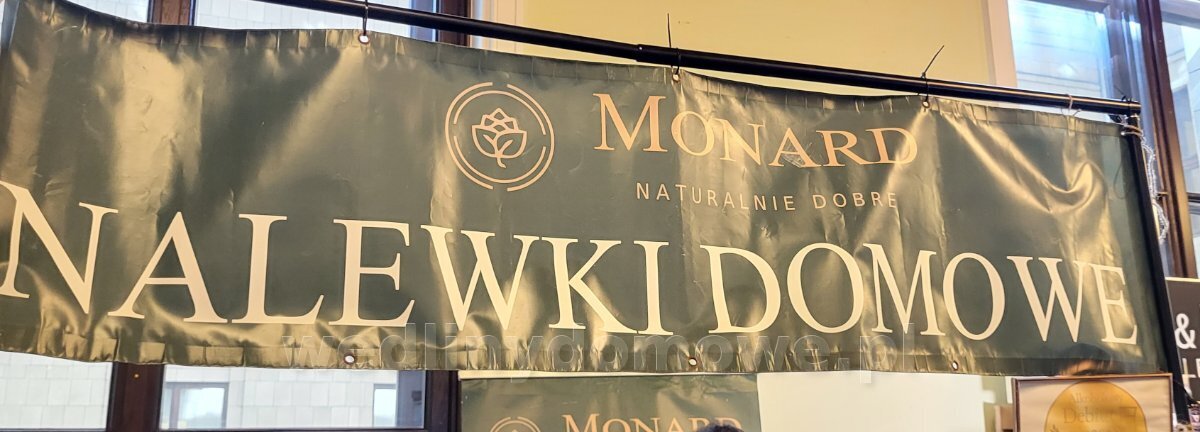 MONARD
NATURALNIE DOBRE
NALEWKI DOMOWE
wedlinydomowe.pl
&
MONARD